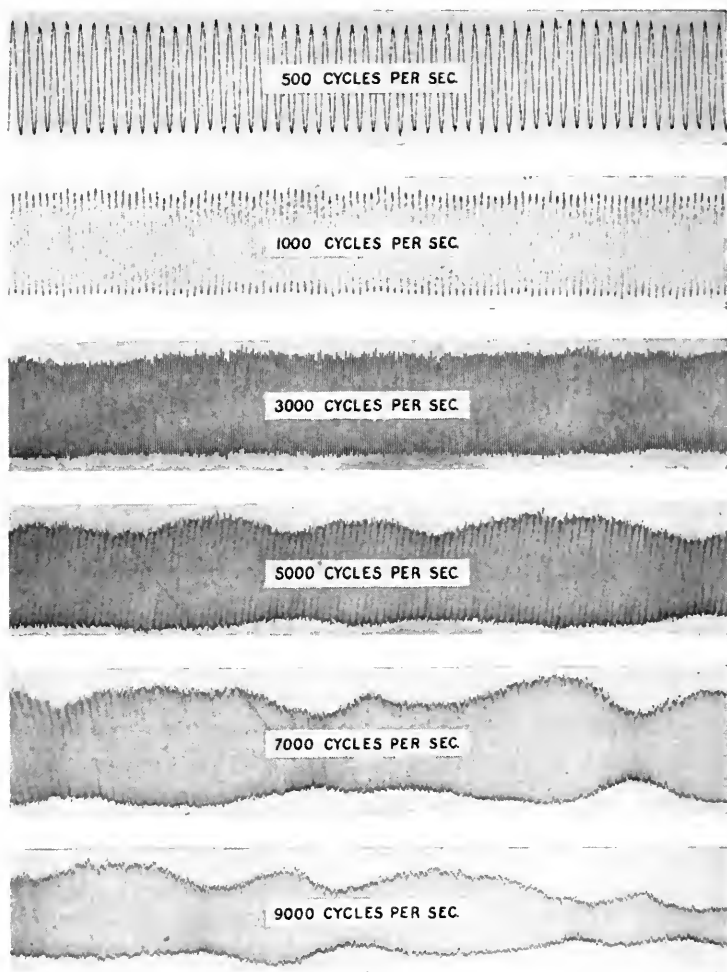 500 CYCLES PER SEC.
1000 CYCLES PER SEC.
3000 CYCLES PER SEC.
5000 CYCLES PER SEC.
7000 CYCLES PER SEC.
9000 CYCLES PER SEC.